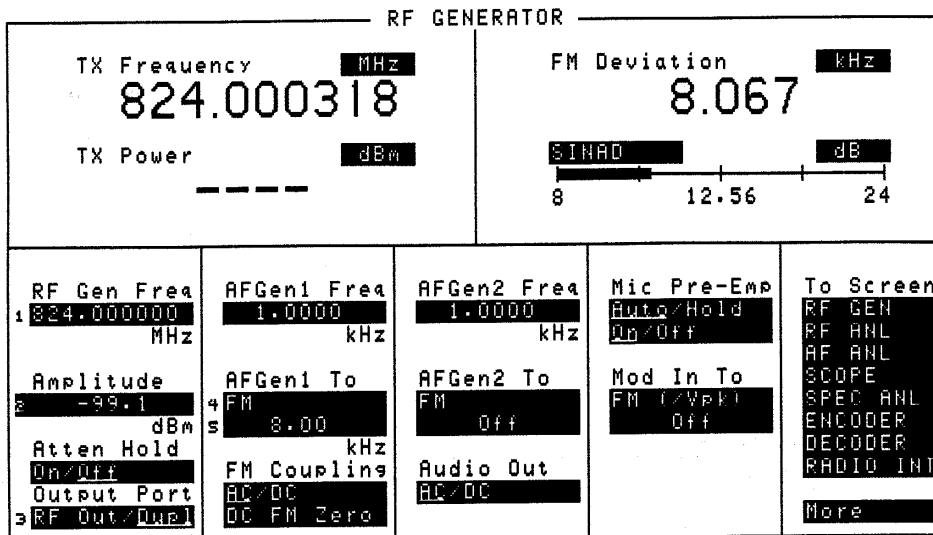 RF GENERATOR
TX Frequency MHz
824.000318
TX Power dBm
----
FM Deviation kHz
8.067
SINAD dB
8 12.56 24
RF Gen Freq
1 824.000000
MHz
Amplitude
2 -99.1
dBm
Atten Hold
On/Off
Output Port
3 RF Out/Dupl
AFGen1 Freq
1.0000
kHz
AFGen1 To
4 FM
5 8.00
kHz
FM Coupling
AC/DC
DC FM Zero
AFGen2 Freq
1.0000
kHz
AFGen2 To
FM
Off
Audio Out
AC/DC
Mic Pre-Emp
Auto/Hold
On/Off
Mod In To
FM (/Vpk)
Off
To Screen
RF GEN
RF ANL
AF ANL
SCOPE
SPEC ANL
ENCODER
DECODER
RADIO INT
More